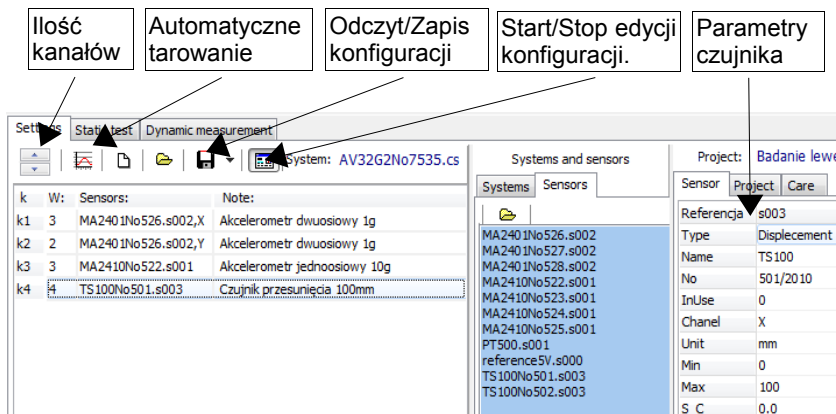 Ilość
kanałów
Automatyczne
tarowanie
Odczyt/Zapis
konfiguracji
Start/Stop edycji
konfiguracji.
Parametry
czujnika
Settings Static test Dynamic measurement
System: AV32G2No7535.cs
k W: Sensors: Note:
k1 3 MA2401No526.s002,X Akcelerometr dwuosiowy 1g
k2 2 MA2401No526.s002,Y Akcelerometr dwuosiowy 1g
k3 3 MA2410No522.s001 Akcelerometr jednoosiowy 10g
k4 4 TS100No501.s003 Czujnik przesunięcia 100mm
Systems and sensors
Systems Sensors
MA2401No526.s002
MA2401No527.s002
MA2401No528.s002
MA2410No522.s001
MA2410No523.s001
MA2410No524.s001
MA2410No525.s001
PT500.s001
reference5V.s000
TS100No501.s003
TS100No502.s003
Project: Badanie lewe
Sensor Project Care
Referencja s003
Type Displecement
Name TS100
No 501/2010
InUse 0
Chanel X
Unit mm
Min 0
Max 100
S_C 0,0